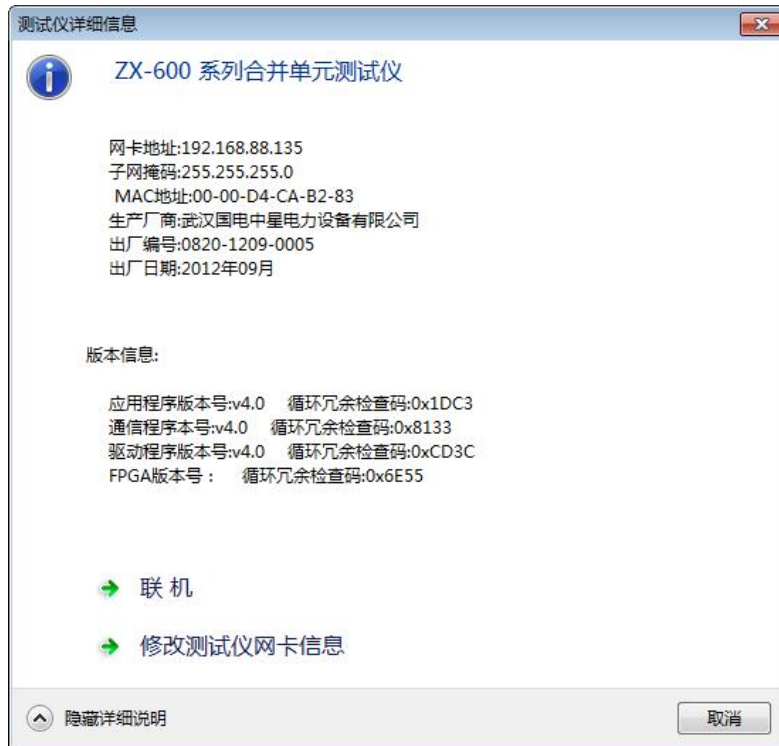 测试仪详细信息
ZX-600 系列合并单元测试仪
网卡地址:192.168.88.135
子网掩码:255.255.255.0
MAC地址:00-00-D4-CA-B2-83
生产厂商:武汉国电中星电力设备有限公司
出厂编号:0820-1209-0005
出厂日期:2012年09月
版本信息:
应用程序版本号:v4.0 循环冗余检查码:0x1DC3
通信程序本号:v4.0 循环冗余检查码:0x8133
驱动程序版本号:v4.0 循环冗余检查码:0xCD3C
FPGA版本号： 循环冗余检查码:0x6E55
联 机
修改测试仪网卡信息
隐藏详细说明
取消